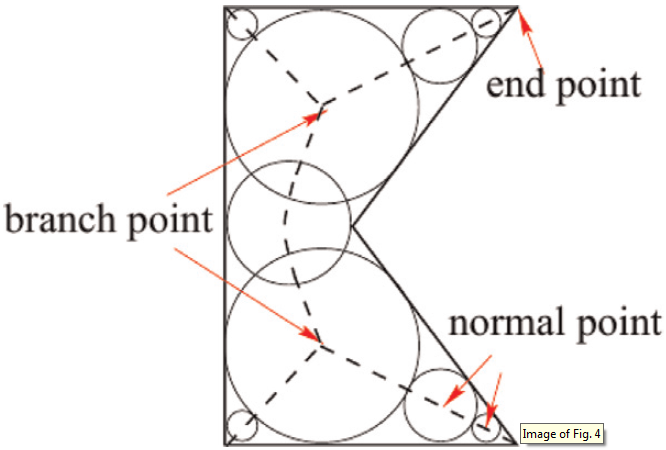 end point
branch point
normal point
Image of Fig. 4